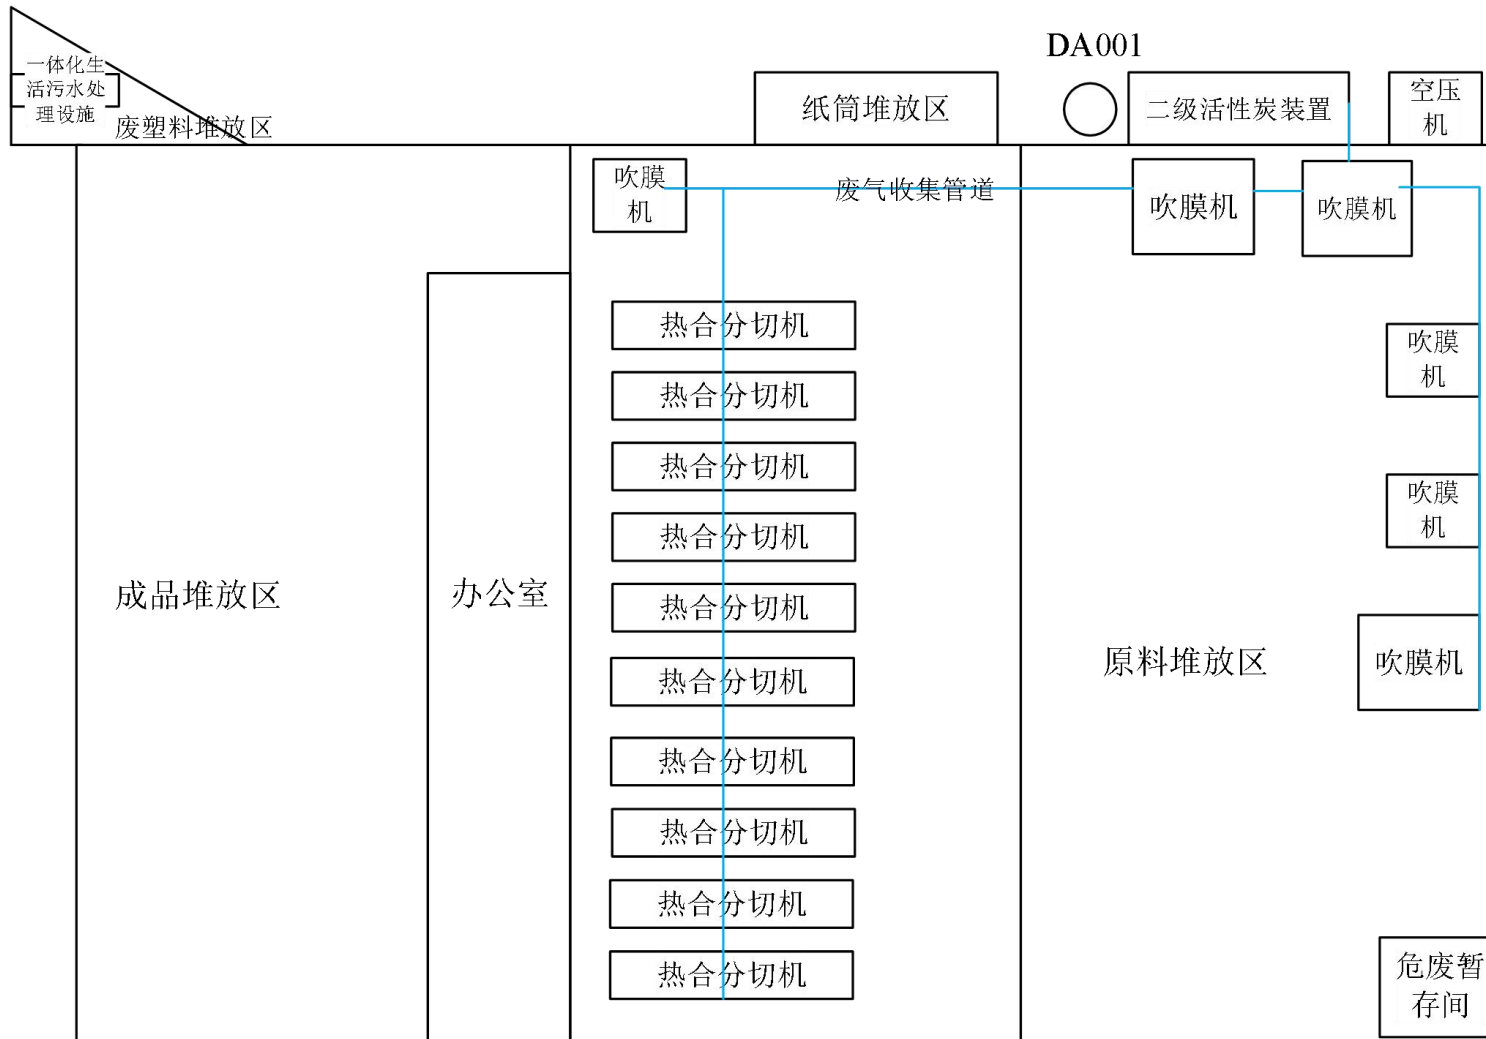 DA001
一体化生
活污水处
理设施
废塑料堆放区
纸筒堆放区
二级活性炭装置
空压
机
吹膜
机
废气收集管道
吹膜机
吹膜机
热合分切机
热合分切机
热合分切机
热合分切机
热合分切机
热合分切机
热合分切机
热合分切机
热合分切机
热合分切机
吹膜
机
吹膜
机
吹膜机
成品堆放区
办公室
原料堆放区
危废暂
存间